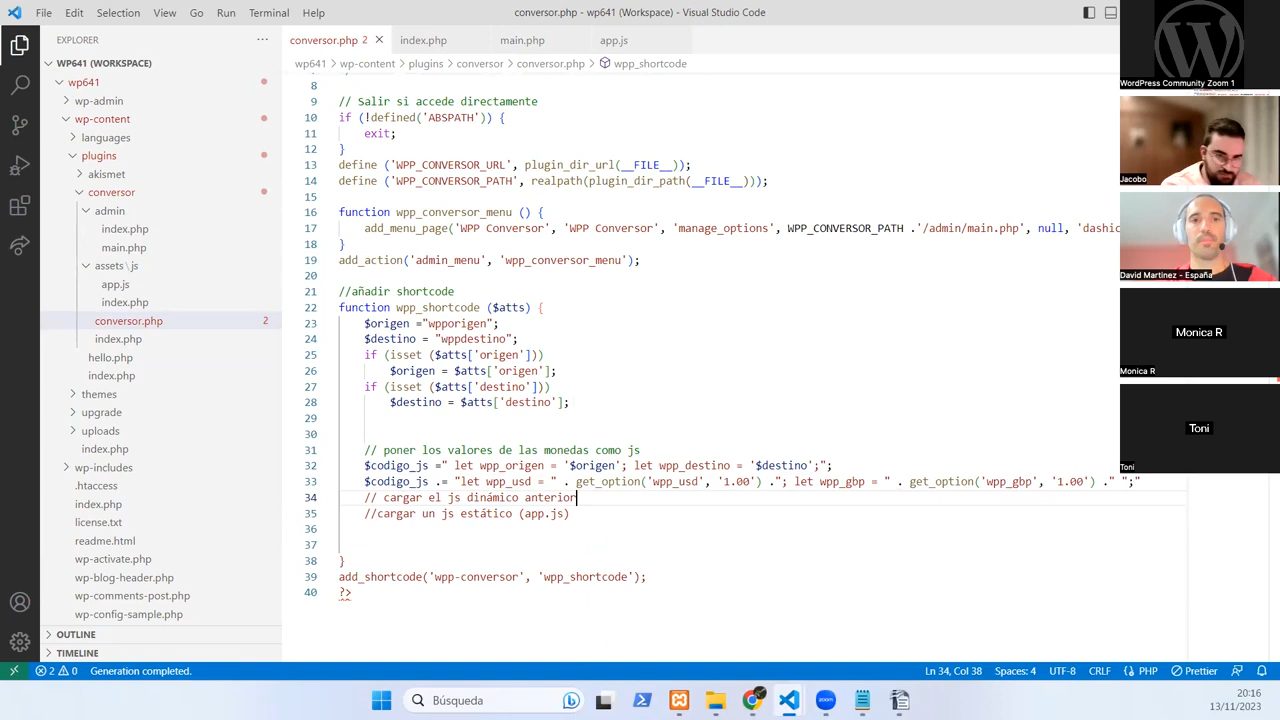 File Edit Selection View Go Run Terminal Help
conversor.php - wp641 (Workspace) - Visual Studio Code
EXPLORER ···
conversor.php 2 × index.php main.php app.js
WP641 (WORKSPACE)
wp641 > wp-content > plugins > conversor > conversor.php > wpp_shortcode
wp641
wp-admin
wp-content
languages
plugins
akismet
conversor
admin
index.php
main.php
assets \ js
app.js
index.php
conversor.php 2
index.php
hello.php
index.php
themes
upgrade
uploads
index.php
wp-includes
.htaccess
index.php
license.txt
readme.html
wp-activate.php
wp-blog-header.php
wp-comments-post.php
wp-config-sample.php
OUTLINE
TIMELINE
8
9 // Salir si accede directamente
10 if (!defined('ABSPATH')) {
11 exit;
12 }
13 define ('WPP_CONVERSOR_URL', plugin_dir_url(__FILE__));
14 define ('WPP_CONVERSOR_PATH', realpath(plugin_dir_path(__FILE__)));
15
16 function wpp_conversor_menu () {
17 add_menu_page('WPP Conversor', 'WPP Conversor', 'manage_options', WPP_CONVERSOR_PATH .'/admin/main.php', null, 'dashic
18 }
19 add_action('admin_menu', 'wpp_conversor_menu');
20
21 //añadir shortcode
22 function wpp_shortcode ($atts) {
23 $origen ="wpporigen";
24 $destino = "wppdestino";
25 if (isset ($atts['origen']))
26 $origen = $atts['origen'];
27 if (isset ($atts['destino']))
28 $destino = $atts['destino'];
29
30
31 // poner los valores de las monedas como js
32 $codigo_js =" let wpp_origen = '$origen'; let wpp_destino = '$destino';";
33 $codigo_js .= "let wpp_usd = " . get_option('wpp_usd', '1.00') ."; let wpp_gbp = " . get_option('wpp_gbp', '1.00') ." ";"
34 // cargar el js dinámico anterior
35 //cargar un js estático (app.js)
36
37
38 }
39 add_shortcode('wpp-conversor', 'wpp_shortcode');
40 ?>
WordPress Community Zoom 1
Jacobo
David Martínez - España
Monica R
Monica R
Toni
Toni
2 0 Generation completed.
Ln 34, Col 38 Spaces: 4 UTF-8 CRLF PHP Prettier
Búsqueda
zoom
20:16
13/11/2023